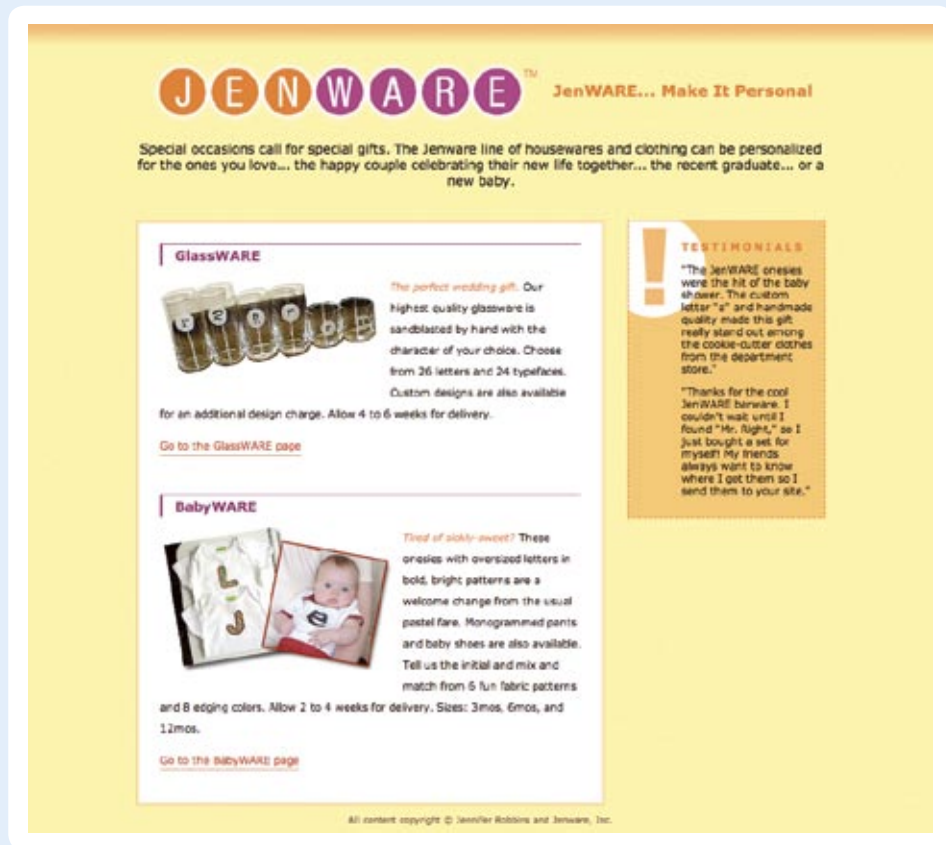 JENWARE™
JenWARE... Make It Personal
Special occasions call for special gifts. The Jenware line of housewares and clothing can be personalized
for the ones you love... the happy couple celebrating their new life together... the recent graduate... or a
new baby.
GlassWARE
The perfect wedding gift. Our
highest quality glassware is
sandblasted by hand with the
character of your choice. Choose
from 26 letters and 24 typefaces.
Custom designs are also available
for an additional design charge. Allow 4 to 6 weeks for delivery.
Go to the GlassWARE page
BabyWARE
L
J
e
Tired of sickly-sweet? These
onesies with oversized letters in
bold, bright patterns are a
welcome change from the usual
pastel fare. Monogrammed pants
and baby shoes are also available.
Tell us the initial and mix and
match from 6 fun fabric patterns
and 8 edging colors. Allow 2 to 4 weeks for delivery. Sizes: 3mos, 6mos, and
12mos.
Go to the BabyWARE page
!
TESTIMONIALS
"The JenWARE onesies
were the hit of the baby
shower. The custom
letter "s" and handmade
quality made this gift
really stand out among
the cookie-cutter clothes
from the department
store."
"Thanks for the cool
JenWARE barware. I
couldn't wait until I
found "Mr. Right," so I
just bought a set for
myself! My friends
always want to know
where I got them so I
send them to your site."
All content copyright © Jennifer Robbins and Jenware, Inc.